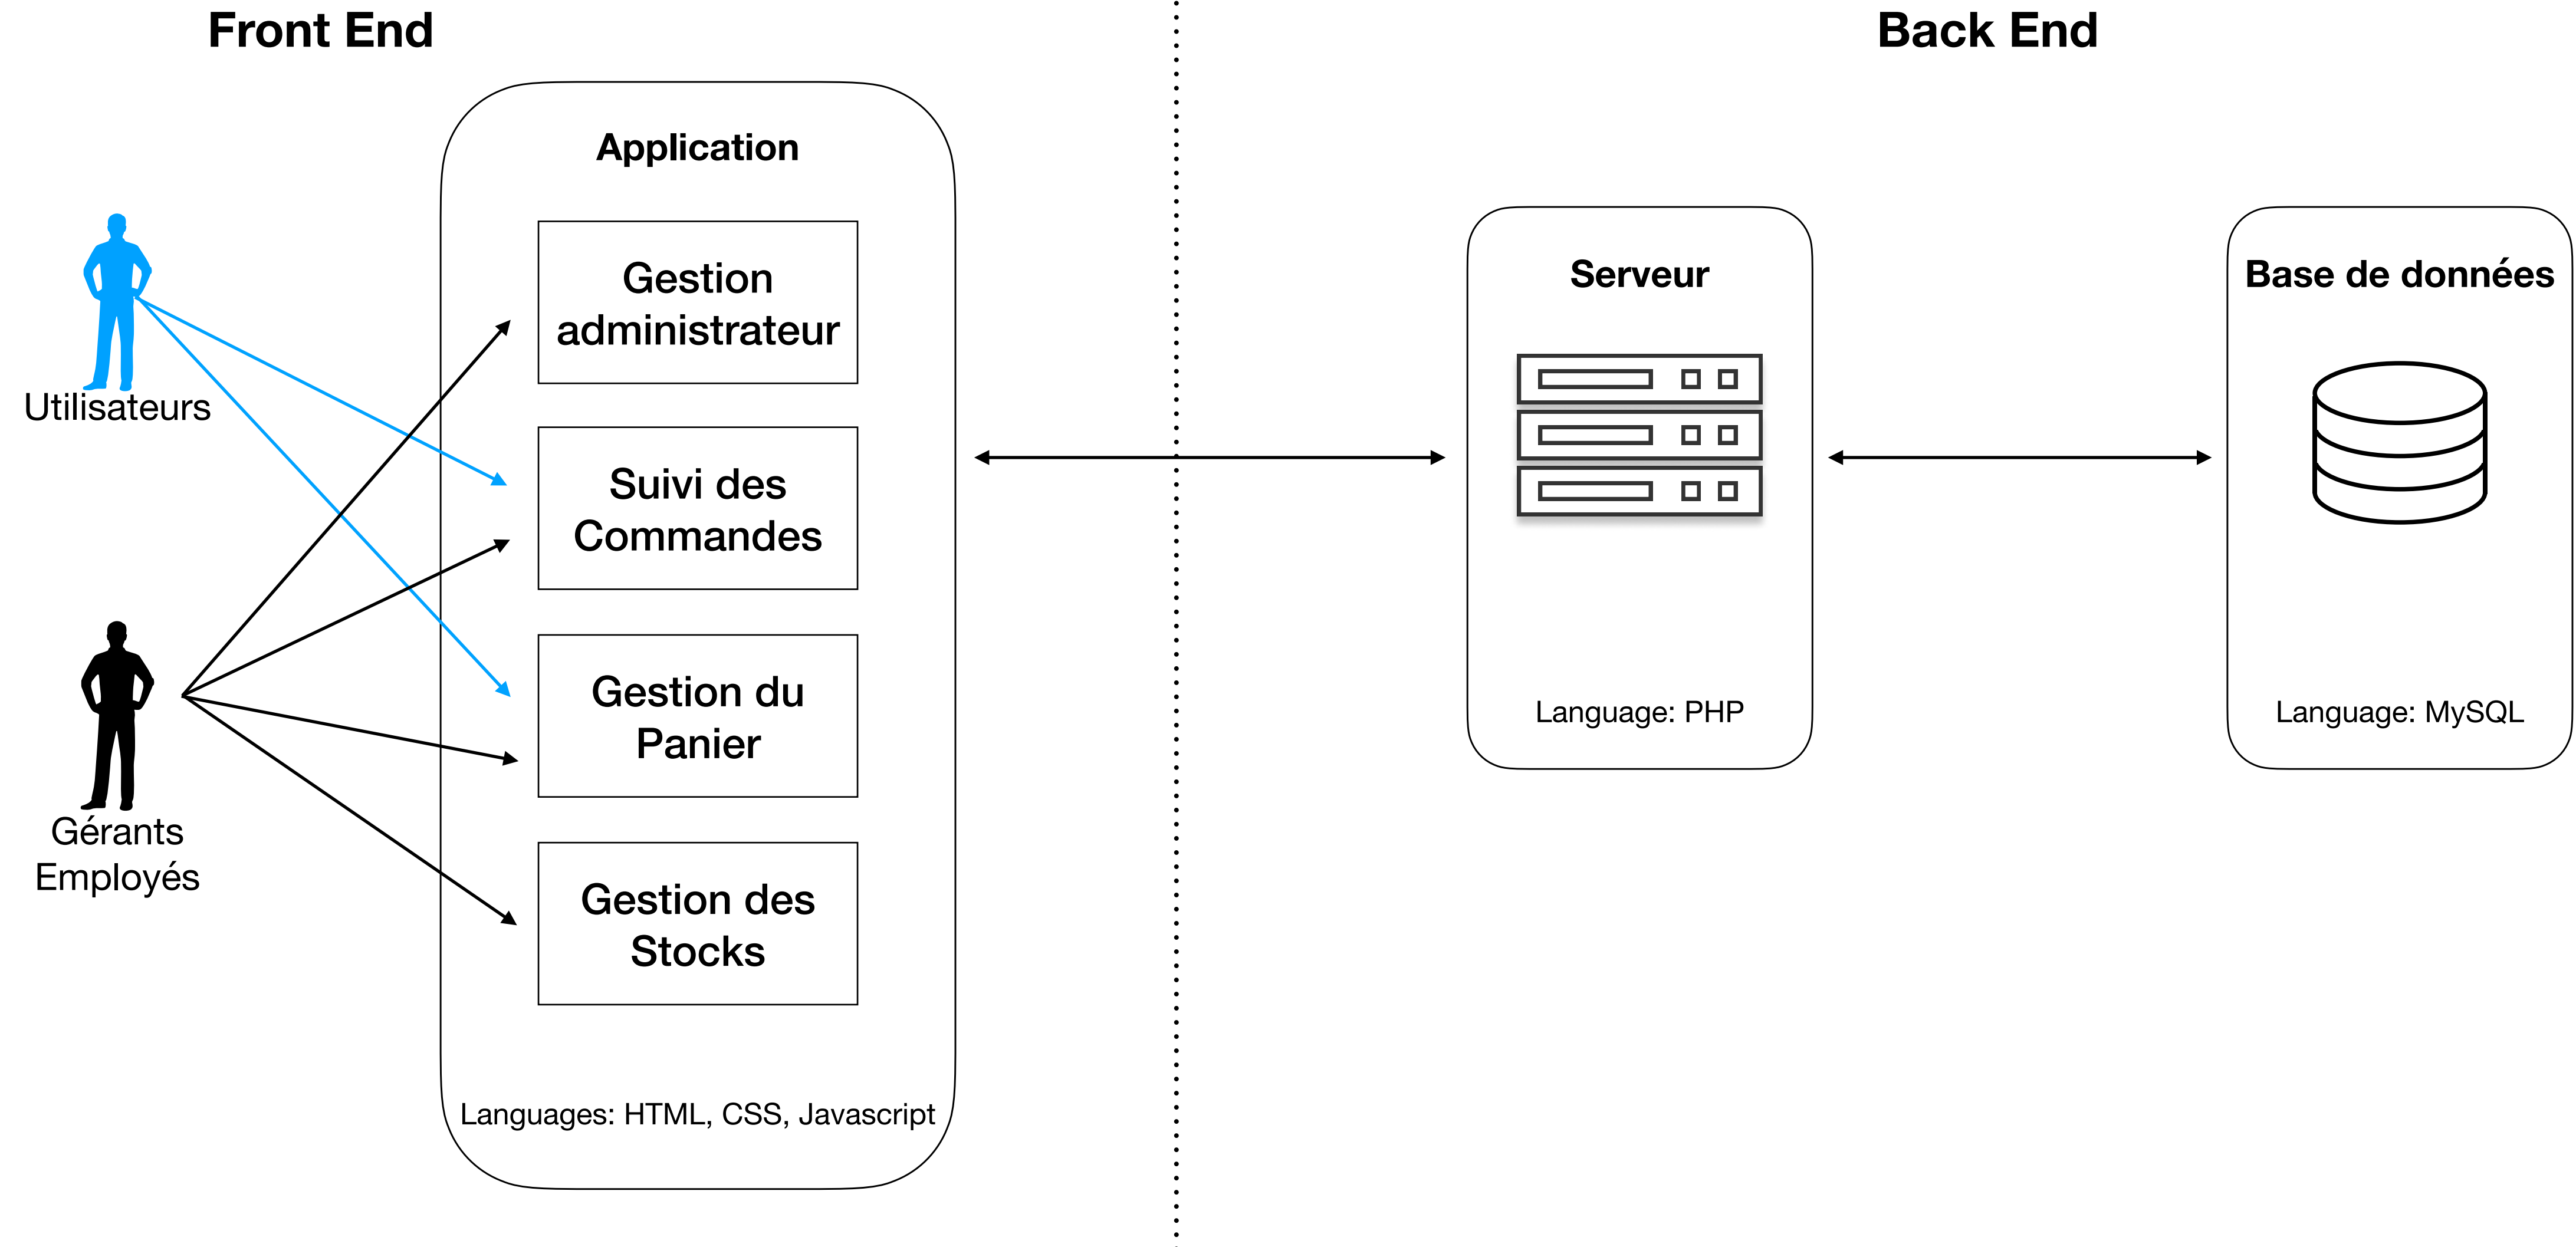 Front End
Back End
Application
Gestion
administrateur
Suivi des
Commandes
Gestion du
Panier
Gestion des
Stocks
Languages: HTML, CSS, Javascript
Utilisateurs
Gérants
Employés
Serveur
Language: PHP
Base de données
Language: MySQL